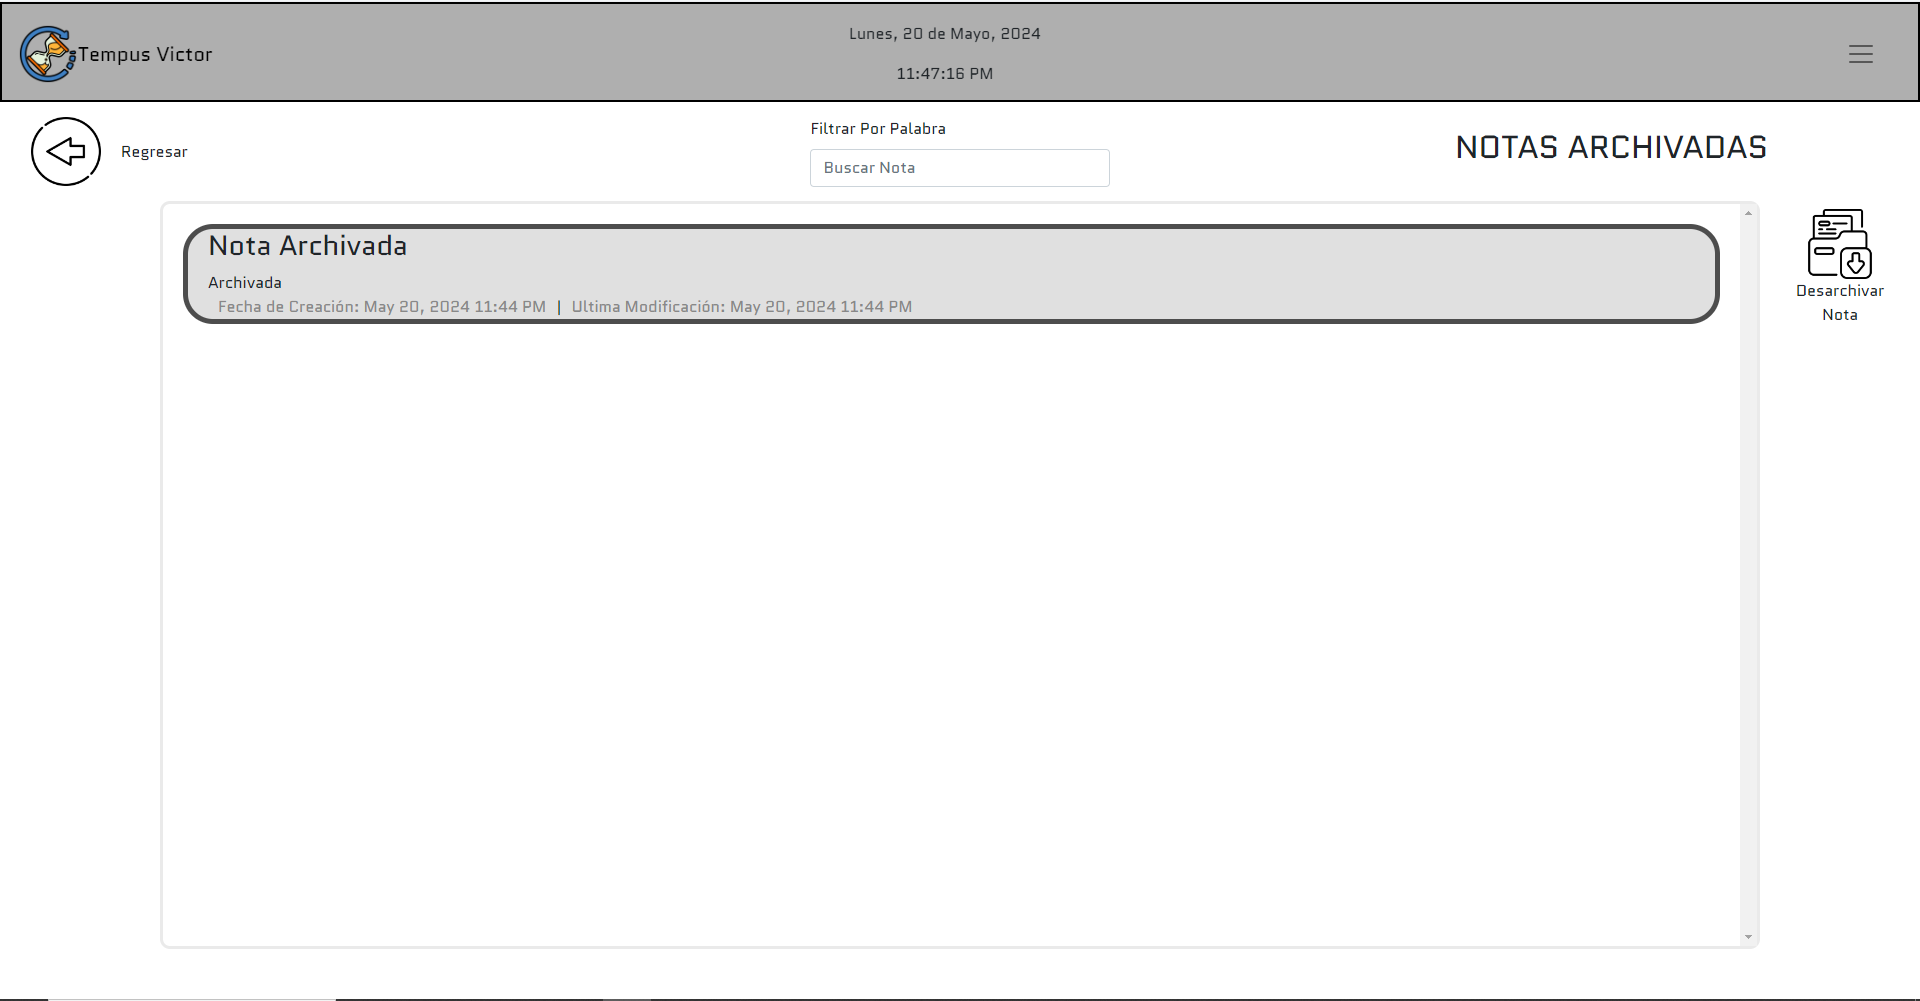 Tempus Victor
Lunes, 20 de Mayo, 2024
11:47:16 PM
Regresar
Filtrar Por Palabra
Buscar Nota
NOTAS ARCHIVADAS
Nota Archivada
Archivada
Fecha de Creación: May 20, 2024 11:44 PM | Ultima Modificación: May 20, 2024 11:44 PM
Desarchivar
Nota